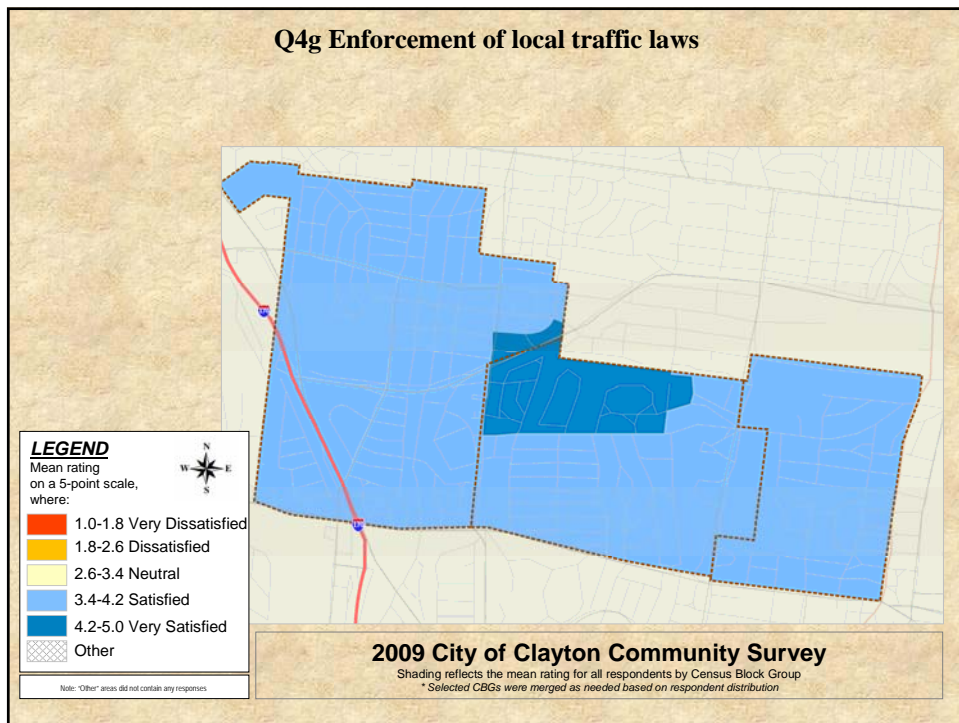 Q4g Enforcement of local traffic laws
LEGEND
Mean rating
on a 5-point scale,
where:
N
W E
S
1.0-1.8 Very Dissatisfied
1.8-2.6 Dissatisfied
2.6-3.4 Neutral
3.4-4.2 Satisfied
4.2-5.0 Very Satisfied
Other
Note: "Other" areas did not contain any responses
2009 City of Clayton Community Survey
Shading reflects the mean rating for all respondents by Census Block Group
* Selected CBGs were merged as needed based on respondent distribution